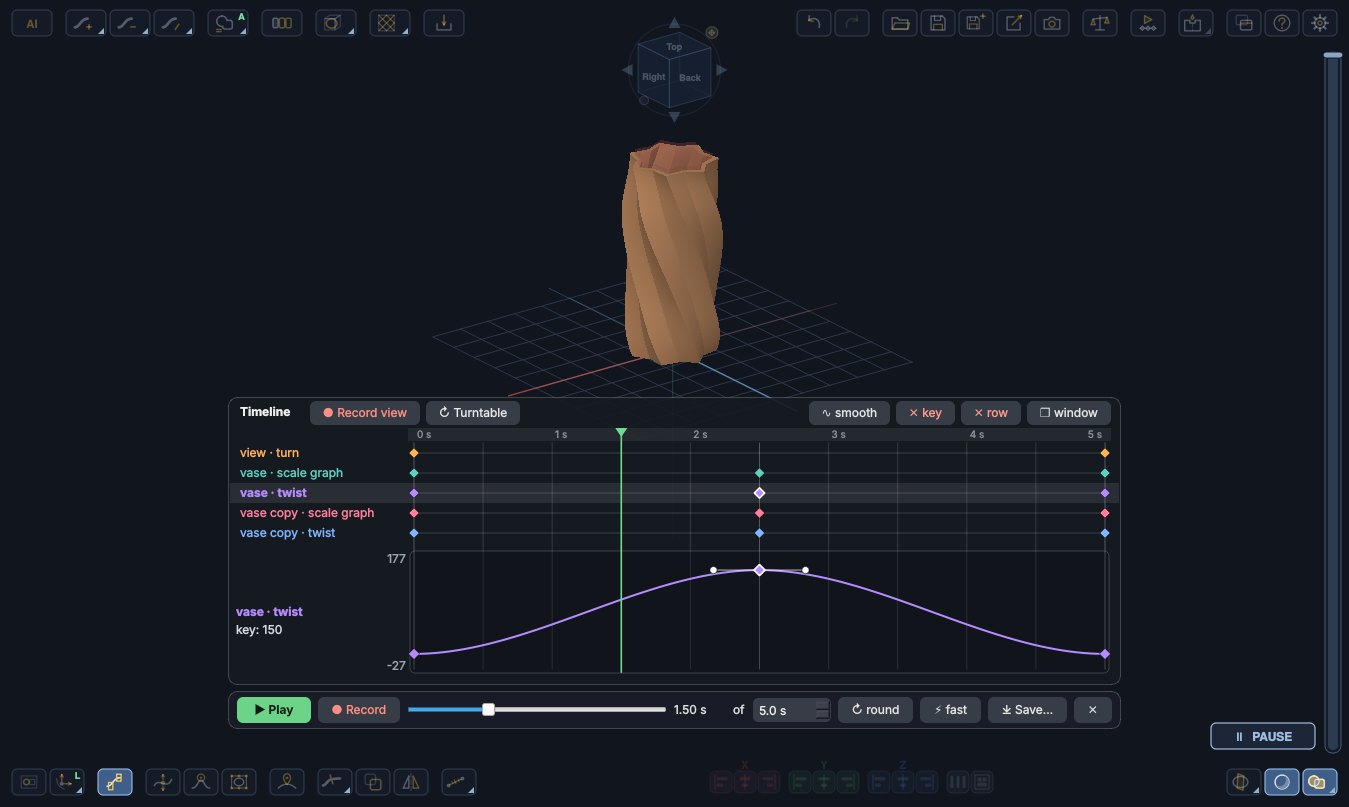 AI
A
Top
Right
Back
Timeline
Record view
Turntable
smooth
× key
× row
window
0 s
1 s
2 s
3 s
4 s
5 s
view · turn
vase · scale graph
vase · twist
vase copy · scale graph
vase copy · twist
177
vase · twist
key: 150
-27
Play
Record
1.50 s
of
5.0 s
round
fast
Save...
×
PAUSE
L
X
Y
Z